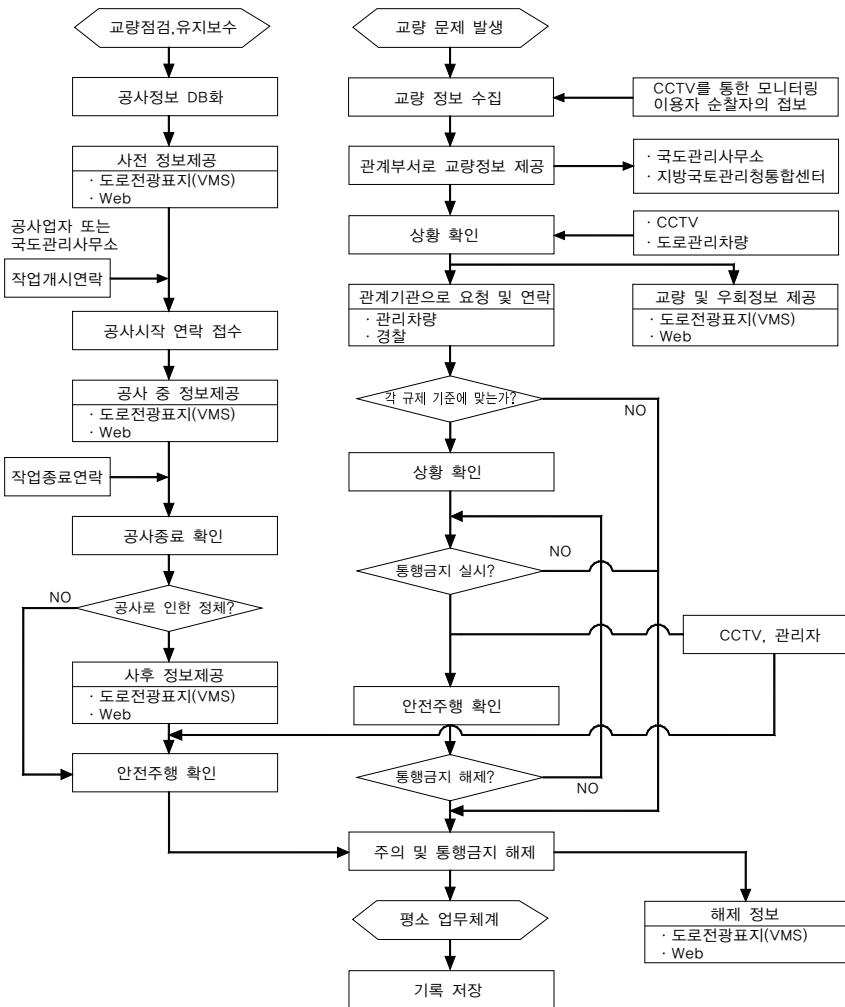 교량점검,유지보수
공사정보 DB화
사전 정보제공
· 도로전광표지(VMS)
· Web
공사업자 또는
국도관리사무소
작업개시연락
공사시작 연락 접수
공사 중 정보제공
· 도로전광표지(VMS)
· Web
작업종료연락
공사종료 확인
NO
공사로 인한 정체?
사후 정보제공
· 도로전광표지(VMS)
· Web
안전주행 확인
교량 문제 발생
교량 정보 수집
CCTV를 통한 모니터링
이용자 순찰자의 접보
관계부서로 교량정보 제공
· 국도관리사무소
· 지방국토관리청통합센터
상황 확인
· CCTV
· 도로관리차량
관계기관으로 요청 및 연락
· 관리차량
· 경찰
교량 및 우회정보 제공
· 도로전광표지(VMS)
· Web
각 규제 기준에 맞는가?
NO
상황 확인
통행금지 실시?
NO
CCTV, 관리자
안전주행 확인
통행금지 해제?
NO
주의 및 통행금지 해제
평소 업무체계
해제 정보
· 도로전광표지(VMS)
· Web
기록 저장